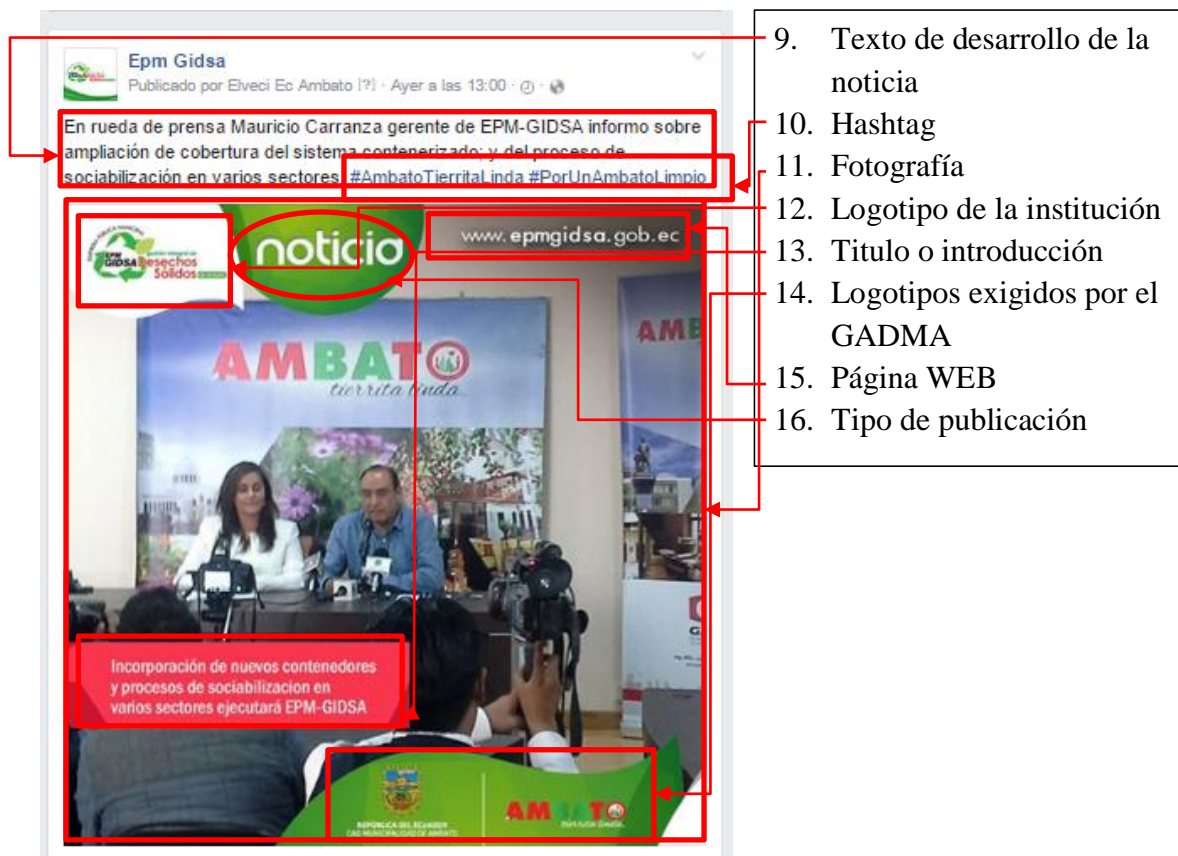 Epm Gidsa
Publicado por Elveci Ec Ambato [?] · Ayer a las 13:00 ·
En rueda de prensa Mauricio Carranza gerente de EPM-GIDSA informo sobre
ampliación de cobertura del sistema contenerizado; y del proceso de
sociabilización en varios sectores #AmbatoTierritaLinda #PorUnAmbatoLimpio
EPM
GIDSA
Desechos
Sólidos
noticia
www.epmgidsa.gob.ec
AMBATO
tierrita linda
AMB
Incorporación de nuevos contenedores
y procesos de sociabilizacion en
varios sectores ejecutará EPM-GIDSA
REPÚBLICA DEL ECUADOR
GAD MUNICIPALIDAD DE AMBATO
AMBATO
9. Texto de desarrollo de la
noticia
10. Hashtag
11. Fotografía
12. Logotipo de la institución
13. Titulo o introducción
14. Logotipos exigidos por el
GADMA
15. Página WEB
16. Tipo de publicación